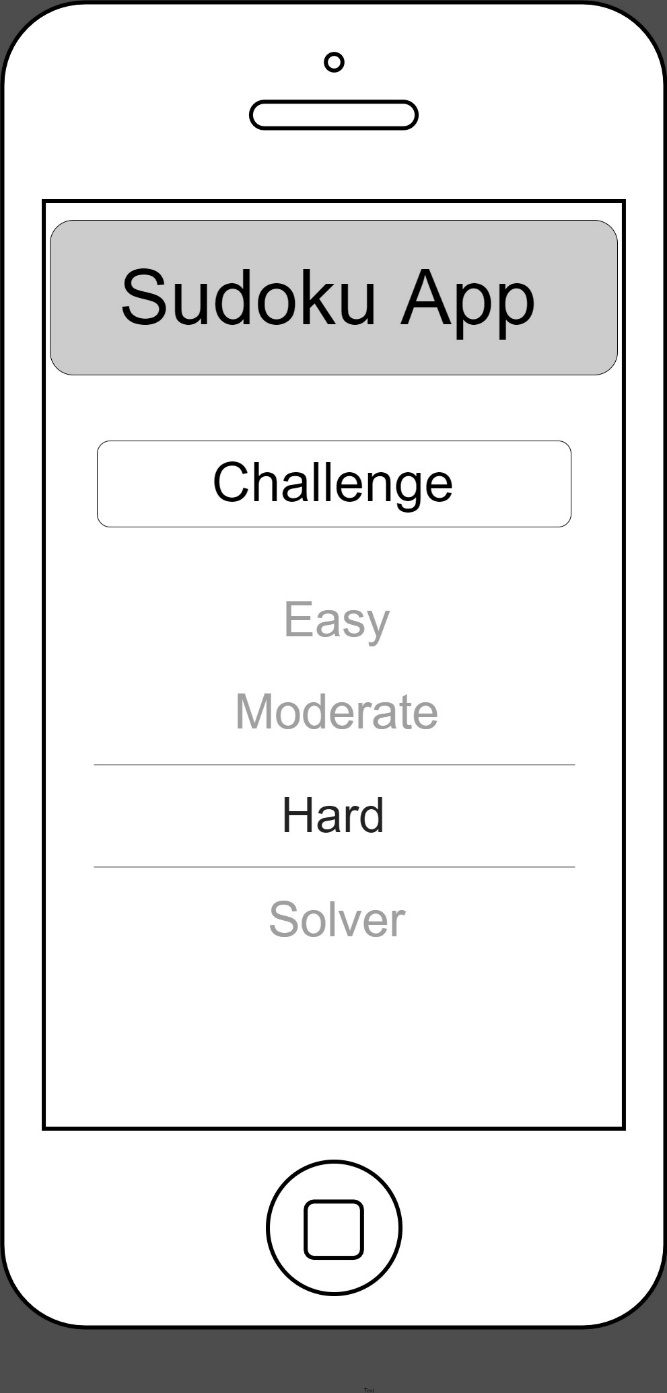 Sudoku App
Challenge
Easy
Moderate
Hard
Solver